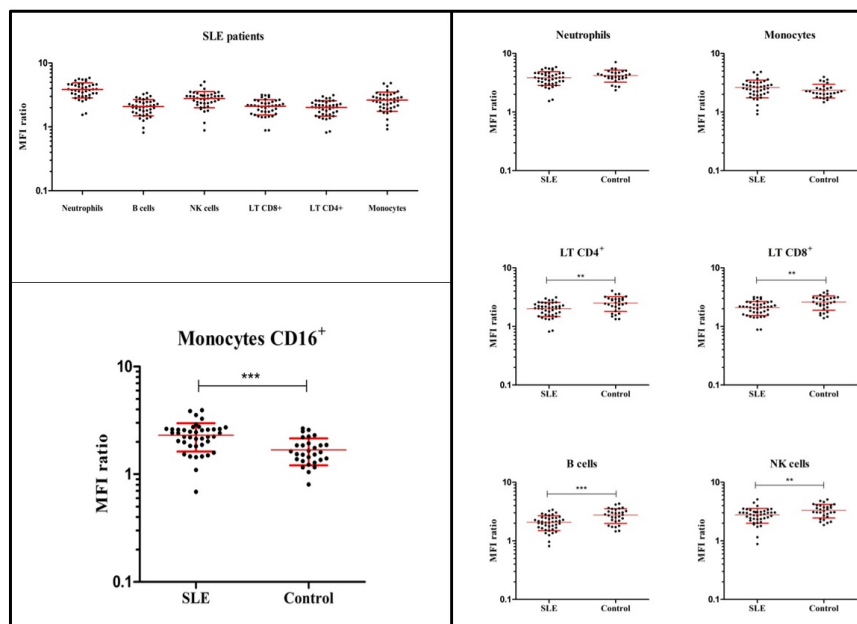 SLE patients
MFI ratio
10
1
0.1
Neutrophils B cells NK cells LT CD8+ LT CD4+ Monocytes
Monocytes CD16+
***
MFI ratio
10
1
0.1
SLE Control
Neutrophils
MFI ratio
10
1
0.1
SLE Control
Monocytes
MFI ratio
10
1
0.1
SLE Control
LT CD4+
**
MFI ratio
10
1
0.1
SLE Control
LT CD8+
**
MFI ratio
10
1
0.1
SLE Control
B cells
***
MFI ratio
10
1
0.1
SLE Control
NK cells
**
MFI ratio
10
1
0.1
SLE Control